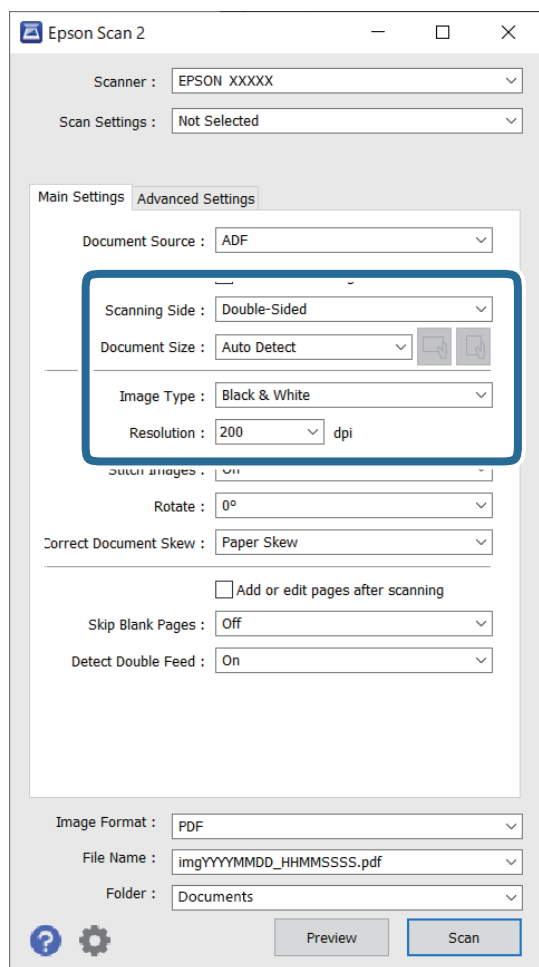 Epson Scan 2
Scanner : EPSON XXXXX
Scan Settings : Not Selected
Main Settings Advanced Settings
Document Source : ADF
Scanning Side : Double-Sided
Document Size : Auto Detect
Image Type : Black & White
Resolution : 200 dpi
Stitch Images : Off
Rotate : 0°
Correct Document Skew : Paper Skew
Add or edit pages after scanning
Skip Blank Pages : Off
Detect Double Feed : On
Image Format : PDF
File Name : imgYYYYMMDD_HHMMSSSS.pdf
Folder : Documents
? Preview Scan